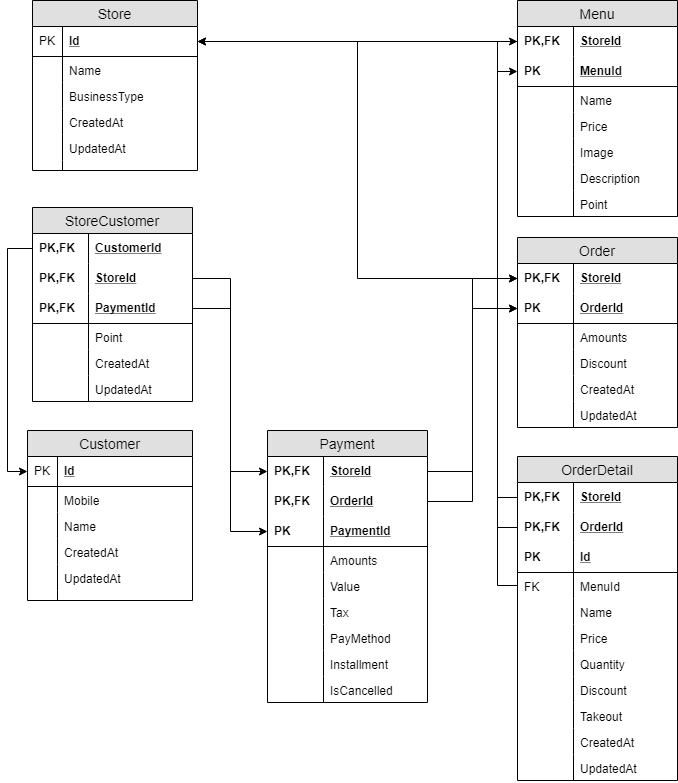 Store
PK Id
Name
BusinessType
CreatedAt
UpdatedAt
Menu
PK,FK StoreId
PK MenuId
Name
Price
Image
Description
Point
StoreCustomer
PK,FK CustomerId
PK,FK StoreId
PK,FK PaymentId
Point
CreatedAt
UpdatedAt
Order
PK,FK StoreId
PK OrderId
Amounts
Discount
CreatedAt
UpdatedAt
Customer
PK Id
Mobile
Name
CreatedAt
UpdatedAt
Payment
PK,FK StoreId
PK,FK OrderId
PK PaymentId
Amounts
Value
Tax
PayMethod
Installment
IsCancelled
OrderDetail
PK,FK StoreId
PK,FK OrderId
PK Id
FK MenuId
Name
Price
Quantity
Discount
Takeout
CreatedAt
UpdatedAt